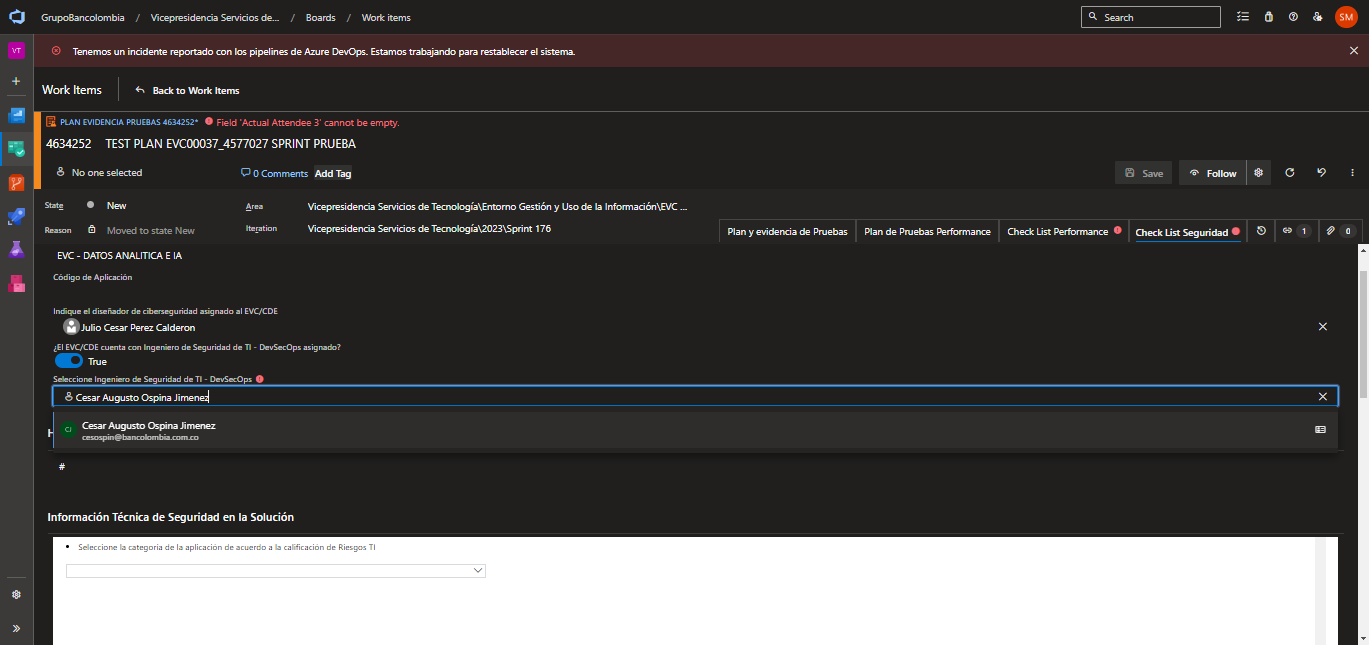 GrupoBancolombia / Vicepresidencia Servicios de... / Boards / Work items Search SM
VT Tenemos un incidente reportado con los pipelines de Azure DevOps. Estamos trabajando para restablecer el sistema.
Work Items Back to Work Items
PLAN EVIDENCIA PRUEBAS 4634252* Field 'Actual Attendee 3' cannot be empty.
4634252 TEST PLAN EVC00037_4577027 SPRINT PRUEBA
No one selected 0 Comments Add Tag Save Follow
State New Area Vicepresidencia Servicios de Tecnología\Entorno Gestión y Uso de la Información\EVC ...
Reason Moved to state New Iteration Vicepresidencia Servicios de Tecnología\2023\Sprint 176
Plan y evidencia de Pruebas Plan de Pruebas Performance Check List Performance Check List Seguridad 1 0
EVC - DATOS ANALITICA E IA
Código de Aplicación
Indique el diseñador de ciberseguridad asignado al EVC/CDE
Julio Cesar Perez Calderon
¿El EVC/CDE cuenta con Ingeniero de Seguridad de TI - DevSecOps asignado?
True
Seleccione Ingeniero de Seguridad de TI - DevSecOps
Cesar Augusto Ospina Jimenez
CJ Cesar Augusto Ospina Jimenez
cesospin@bancolombia.com.co
H
#
Información Técnica de Seguridad en la Solución
• Seleccione la categoria de la aplicación de acuerdo a la calificación de Riesgos TI